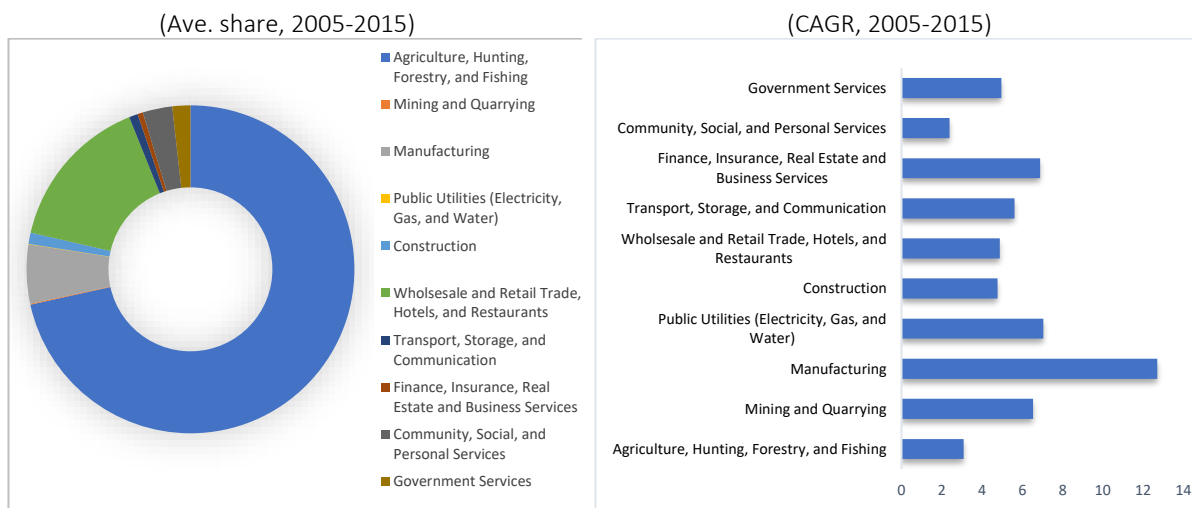 (Ave. share, 2005-2015)
Agriculture, Hunting,
Forestry, and Fishing
Mining and Quarrying
Manufacturing
Public Utilities (Electricity,
Gas, and Water)
Construction
Wholsesale and Retail Trade,
Hotels, and Restaurants
Transport, Storage, and
Communication
Finance, Insurance, Real
Estate and Business Services
Community, Social, and
Personal Services
Government Services
(CAGR, 2005-2015)
Government Services
Community, Social, and Personal Services
Finance, Insurance, Real Estate and
Business Services
Transport, Storage, and Communication
Wholsesale and Retail Trade, Hotels, and
Restaurants
Construction
Public Utilities (Electricity, Gas, and
Water)
Manufacturing
Mining and Quarrying
Agriculture, Hunting, Forestry, and Fishing
0 2 4 6 8 10 12 14